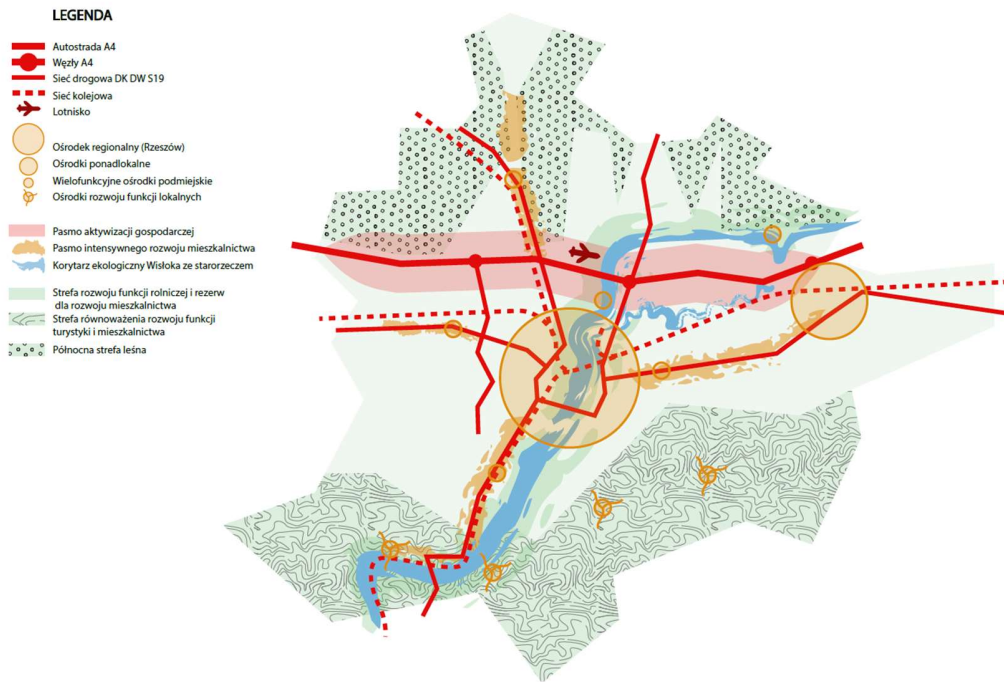 LEGENDA
Autostrada A4
Węzły A4
Sieć drogowa DK DW S19
Sieć kolejowa
Lotnisko
Ośrodek regionalny (Rzeszów)
Ośrodki ponadlokalne
Wielofunkcyjne ośrodki podmiejskie
Ośrodki rozwoju funkcji lokalnych
Pasmo aktywizacji gospodarczej
Pasmo intensywnego rozwoju mieszkalnictwa
Korytarz ekologiczny Wisłoka ze starorzeczem
Strefa rozwoju funkcji rolniczej i rezerw
dla rozwoju mieszkalnictwa
Strefa równoważenia rozwoju funkcji
turystyki i mieszkalnictwa
Północna strefa leśna